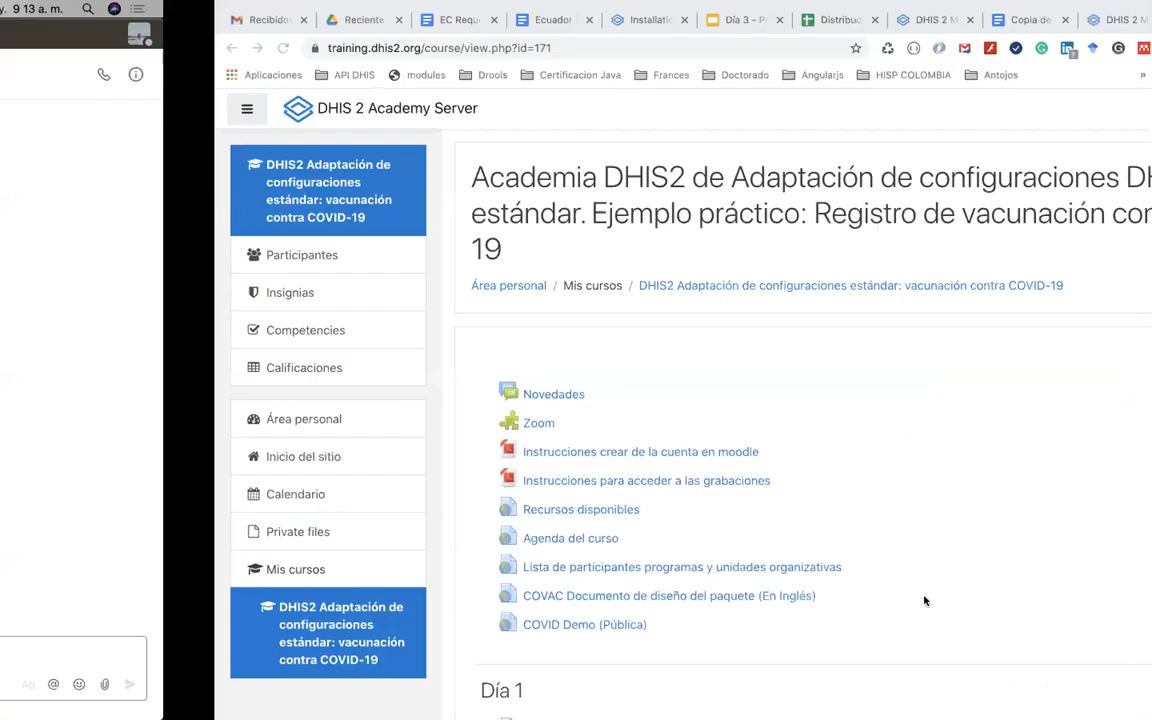 9 13 a. m.
Recibidos
Reciente
EC Requ
Ecuador
Installatio
Día 3 - P
Distribuc
DHIS 2 M
Copia de
DHIS 2 M
training.dhis2.org/course/view.php?id=171
Aplicaciones
API DHIS
modules
Drools
Certificacion Java
Frances
Doctorado
Angularjs
HISP COLOMBIA
Antojos
»
DHIS 2 Academy Server
DHIS2 Adaptación de
configuraciones
estándar: vacunación
contra COVID-19
Participantes
Insignias
Competencies
Calificaciones
Área personal
Inicio del sitio
Calendario
Private files
Mis cursos
DHIS2 Adaptación de
configuraciones
estándar: vacunación
contra COVID-19
Academia DHIS2 de Adaptación de configuraciones DH
estándar. Ejemplo práctico: Registro de vacunación con
19
Área personal / Mis cursos / DHIS2 Adaptación de configuraciones estándar: vacunación contra COVID-19
Novedades
Zoom
Instrucciones crear de la cuenta en moodle
Instrucciones para acceder a las grabaciones
Recursos disponibles
Agenda del curso
Lista de participantes programas y unidades organizativas
COVAC Documento de diseño del paquete (En Inglés)
COVID Demo (Pública)
Día 1